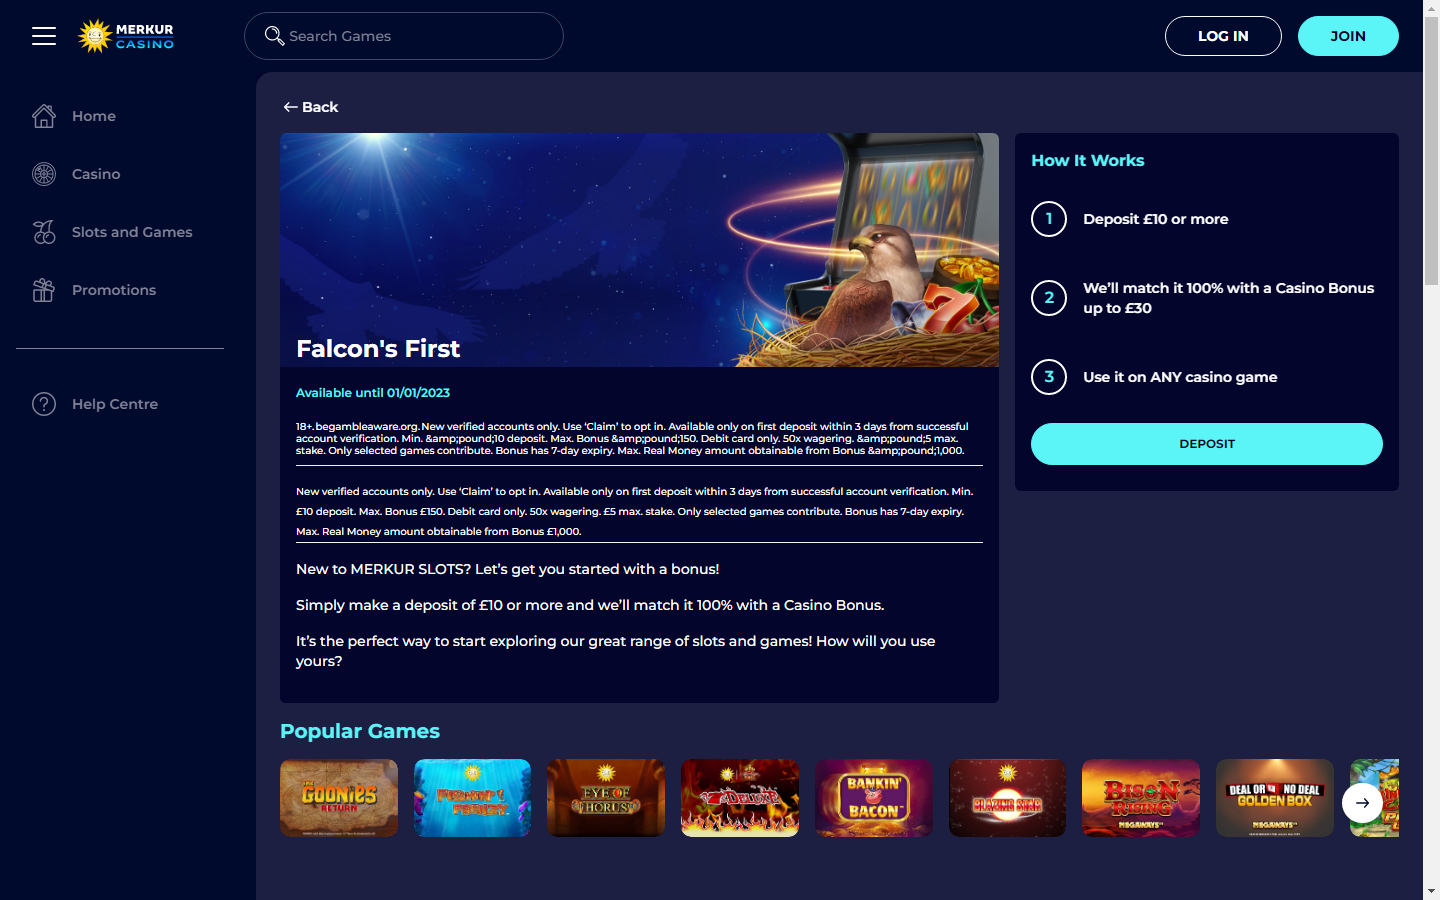 MERKUR
CASINO
Search Games
LOG IN
JOIN
Home
Casino
Slots and Games
Promotions
Help Centre
Back
Falcon's First
Available until 01/01/2023
18+. begambleaware.org. New verified accounts only. Use ‘Claim’ to opt in. Available only on first deposit within 3 days from successful
account verification. Min. &amp;pound;10 deposit. Max. Bonus &amp;pound;150. Debit card only. 50x wagering. &amp;pound;5 max.
stake. Only selected games contribute. Bonus has 7-day expiry. Max. Real Money amount obtainable from Bonus &amp;pound;1,000.
New verified accounts only. Use ‘Claim’ to opt in. Available only on first deposit within 3 days from successful account verification. Min.
£10 deposit. Max. Bonus £150. Debit card only. 50x wagering. £5 max. stake. Only selected games contribute. Bonus has 7-day expiry.
Max. Real Money amount obtainable from Bonus £1,000.
New to MERKUR SLOTS? Let’s get you started with a bonus!
Simply make a deposit of £10 or more and we’ll match it 100% with a Casino Bonus.
It’s the perfect way to start exploring our great range of slots and games! How will you use
yours?
How It Works
1
Deposit £10 or more
2
We’ll match it 100% with a Casino Bonus
up to £30
3
Use it on ANY casino game
DEPOSIT
Popular Games
THE
GOONIES
RETURN
FISHIN'
FRENZY
EYE OF
HORUS
DELUXE
BANKIN'
BACON
BLAZING STAR
BISON
RISING
MEGAWAYS
DEAL OR NO DEAL
GOLDEN BOX
MEGAWAYS